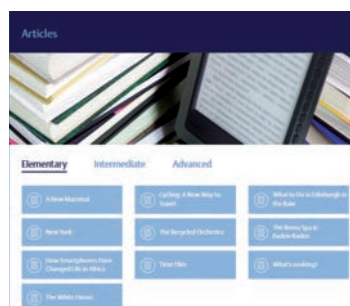 Articles
Elementary Intermediate Advanced
A New Mammal
Cycling: A New Way to
Travel
What to Do in Edinburgh in
the Rain
New York
The Recycled Orchestra
The Roma Spa in
Baden-Baden
How Smartphones Have
Changed Life in Africa
Time Flies
What's cooking?
The White House